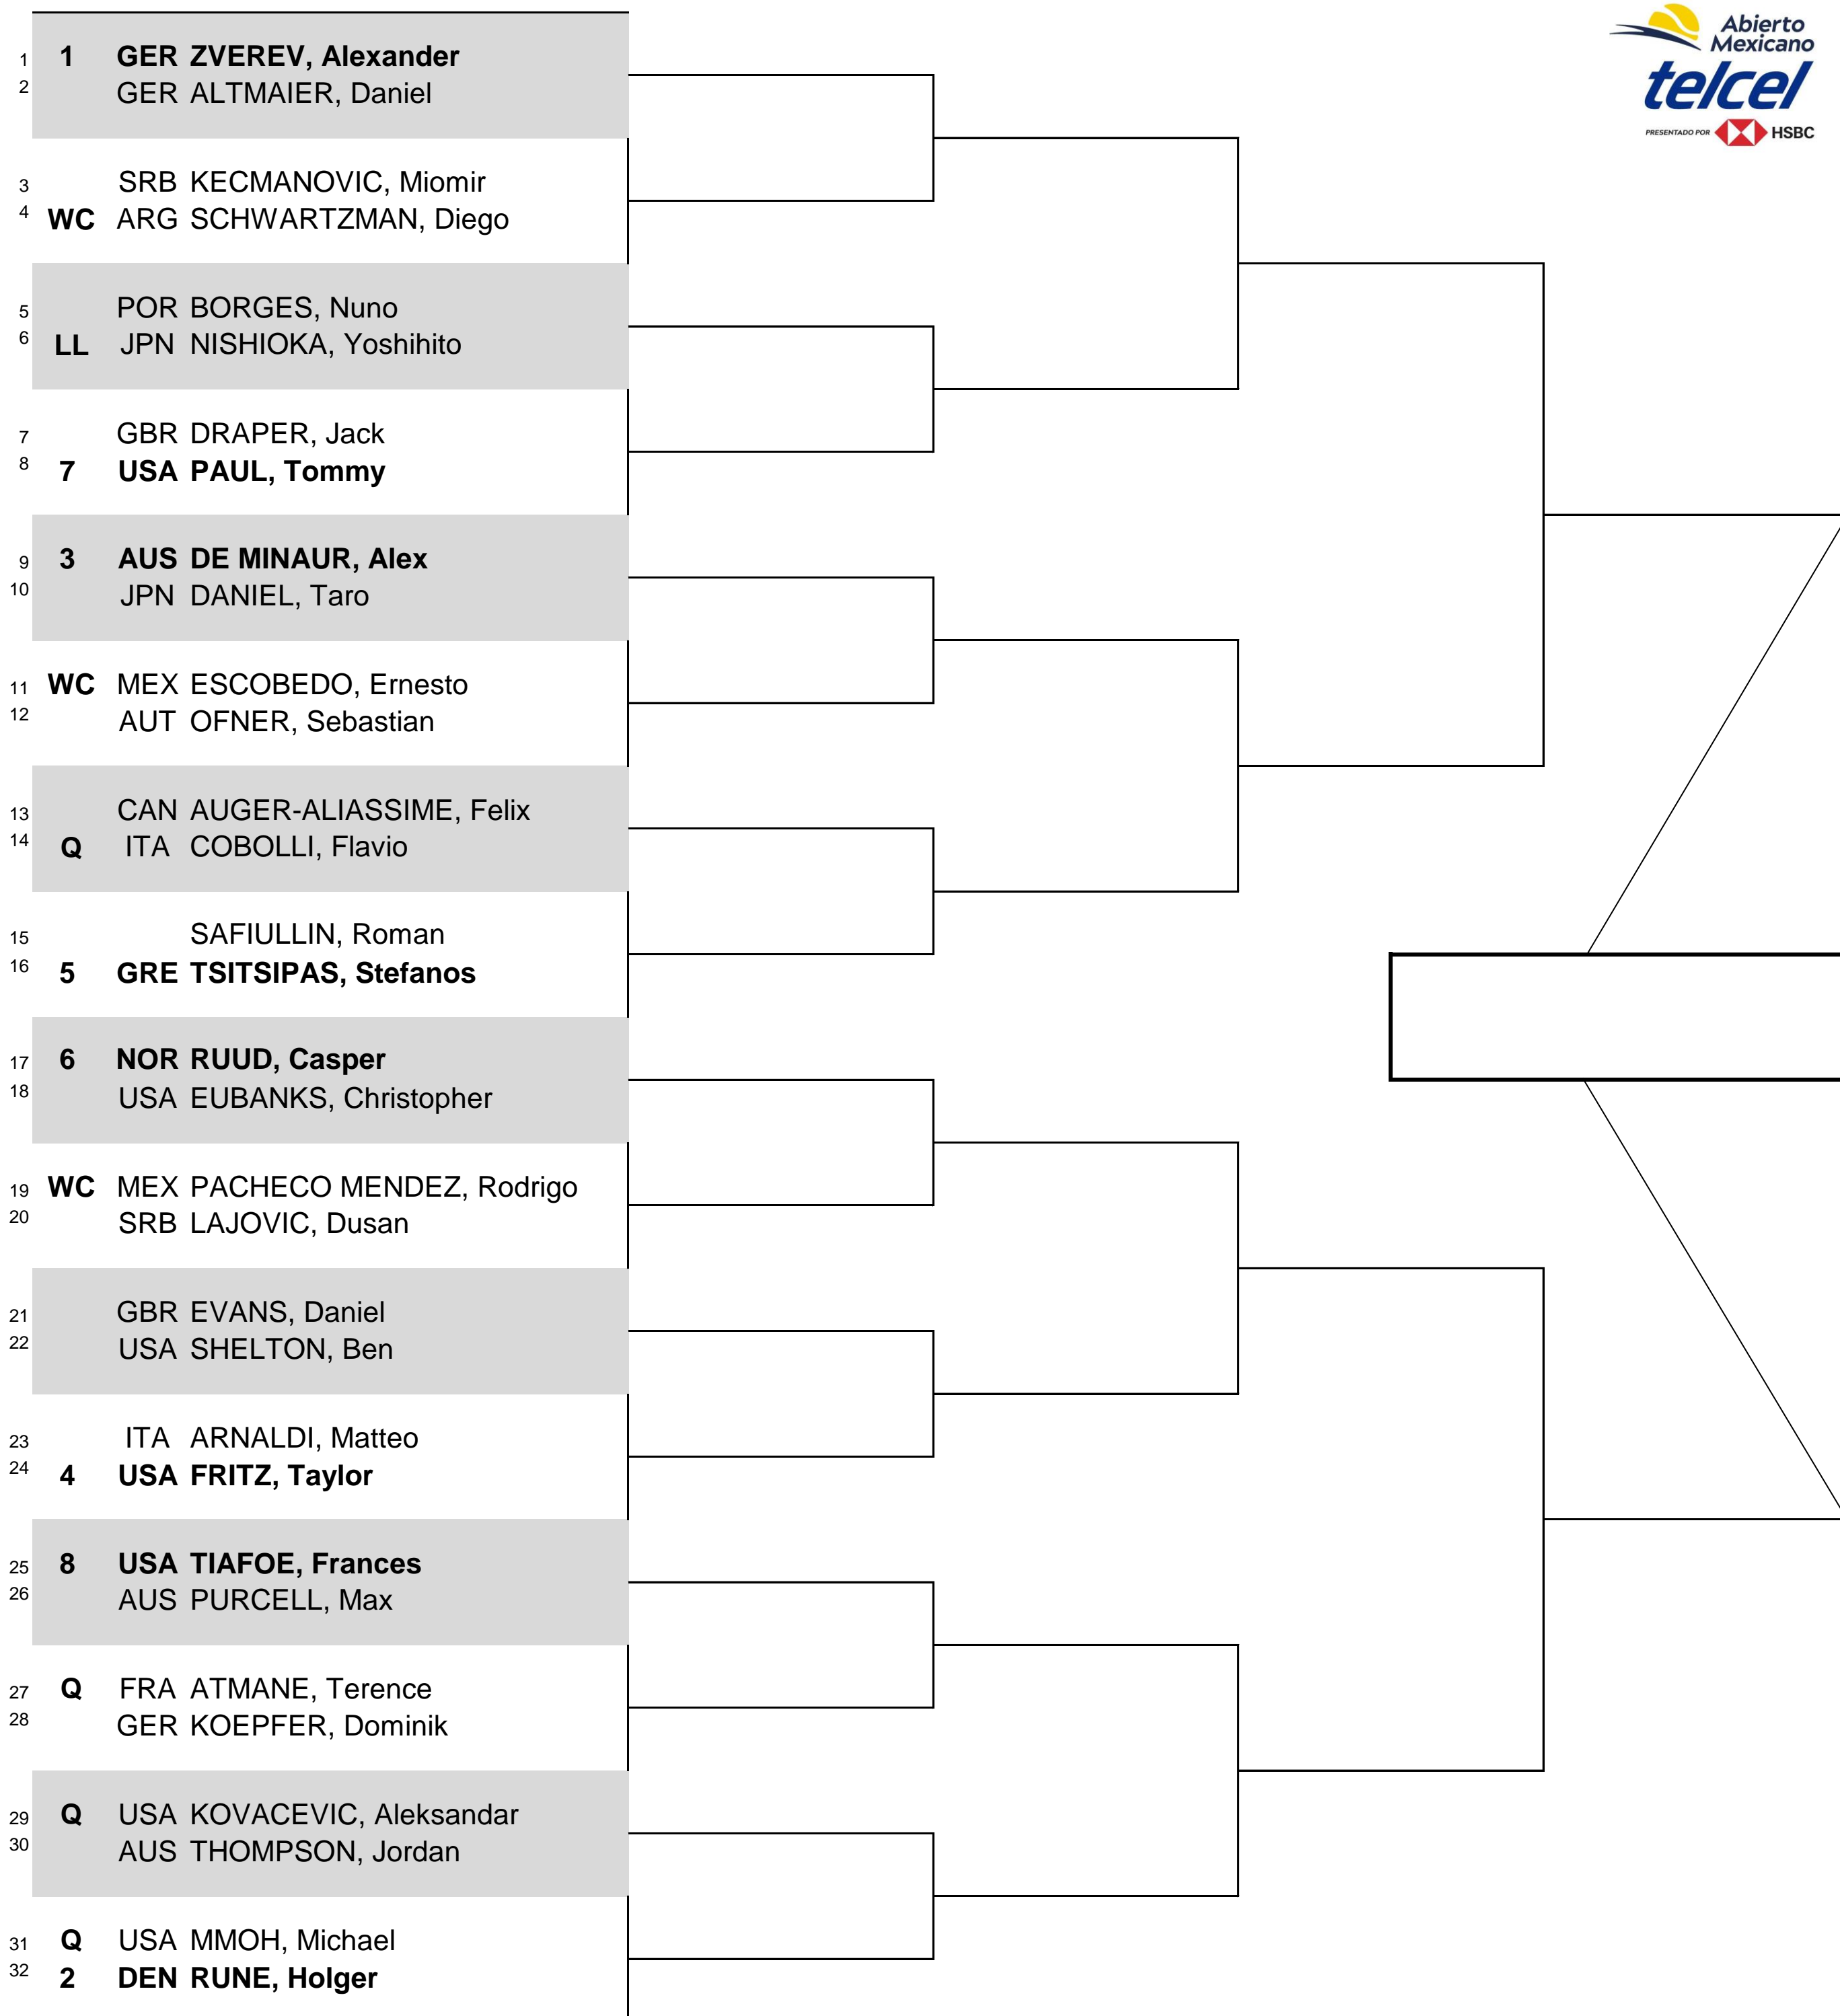 Abierto
Mexicano
telcel
PRESENTADO POR HSBC
1 1 GER ZVEREV, Alexander
2 GER ALTMAIER, Daniel
3 SRB KECMANOVIC, Miomir
4 WC ARG SCHWARTZMAN, Diego
5 POR BORGES, Nuno
6 LL JPN NISHIOKA, Yoshihito
7 GBR DRAPER, Jack
8 7 USA PAUL, Tommy
9 3 AUS DE MINAUR, Alex
10 JPN DANIEL, Taro
11 WC MEX ESCOBEDO, Ernesto
12 AUT OFNER, Sebastian
13 CAN AUGER-ALIASSIME, Felix
14 Q ITA COBOLLI, Flavio
15 SAFIULLIN, Roman
16 5 GRE TSITSIPAS, Stefanos
17 6 NOR RUUD, Casper
18 USA EUBANKS, Christopher
19 WC MEX PACHECO MENDEZ, Rodrigo
20 SRB LAJOVIC, Dusan
21 GBR EVANS, Daniel
22 USA SHELTON, Ben
23 ITA ARNALDI, Matteo
24 4 USA FRITZ, Taylor
25 8 USA TIAFOE, Frances
26 AUS PURCELL, Max
27 Q FRA ATMANE, Terence
28 GER KOEPFER, Dominik
29 Q USA KOVACEVIC, Aleksandar
30 AUS THOMPSON, Jordan
31 Q USA MMOH, Michael
32 2 DEN RUNE, Holger